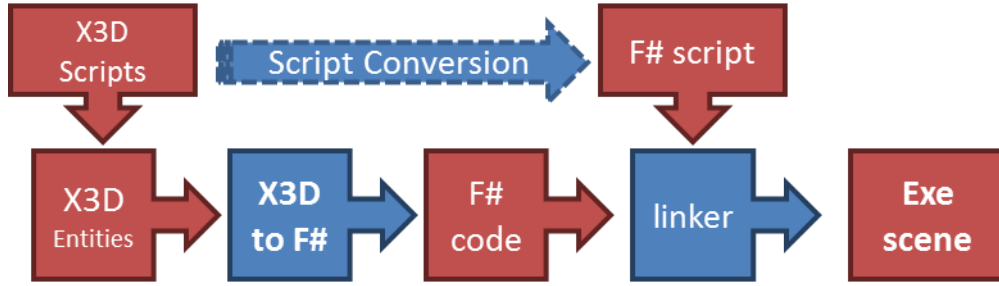 X3D
Scripts
Script Conversion
F# script
X3D
Entities
X3D
to F#
F#
code
linker
Exe
scene